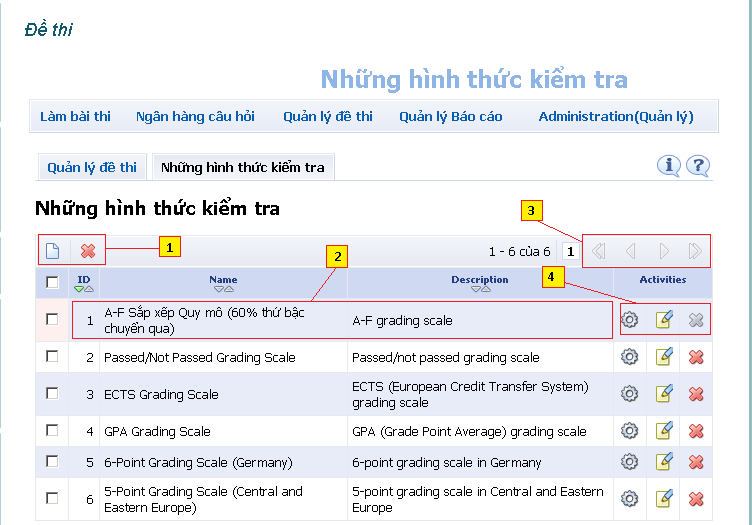 Đề thi
Những hình thức kiểm tra
Làm bài thi Ngân hàng câu hỏi Quản lý đề thi Quản lý Báo cáo Administration(Quản lý)
Quản lý đề thi Những hình thức kiểm tra
Những hình thức kiểm tra
3
1
1 - 6 của 6 1
2
4
ID Name Description Activities
1 A-F Sắp xếp Quy mô (60% thứ bậc
chuyển qua) A-F grading scale
2 Passed/Not Passed Grading Scale Passed/not passed grading scale
3 ECTS Grading Scale ECTS (European Credit Transfer System)
grading scale
4 GPA Grading Scale GPA (Grade Point Average) grading scale
5 6-Point Grading Scale (Germany) 6-point grading scale in Germany
6 5-Point Grading Scale (Central and
Eastern Europe) 5-point grading scale in Central and Eastern
Europe